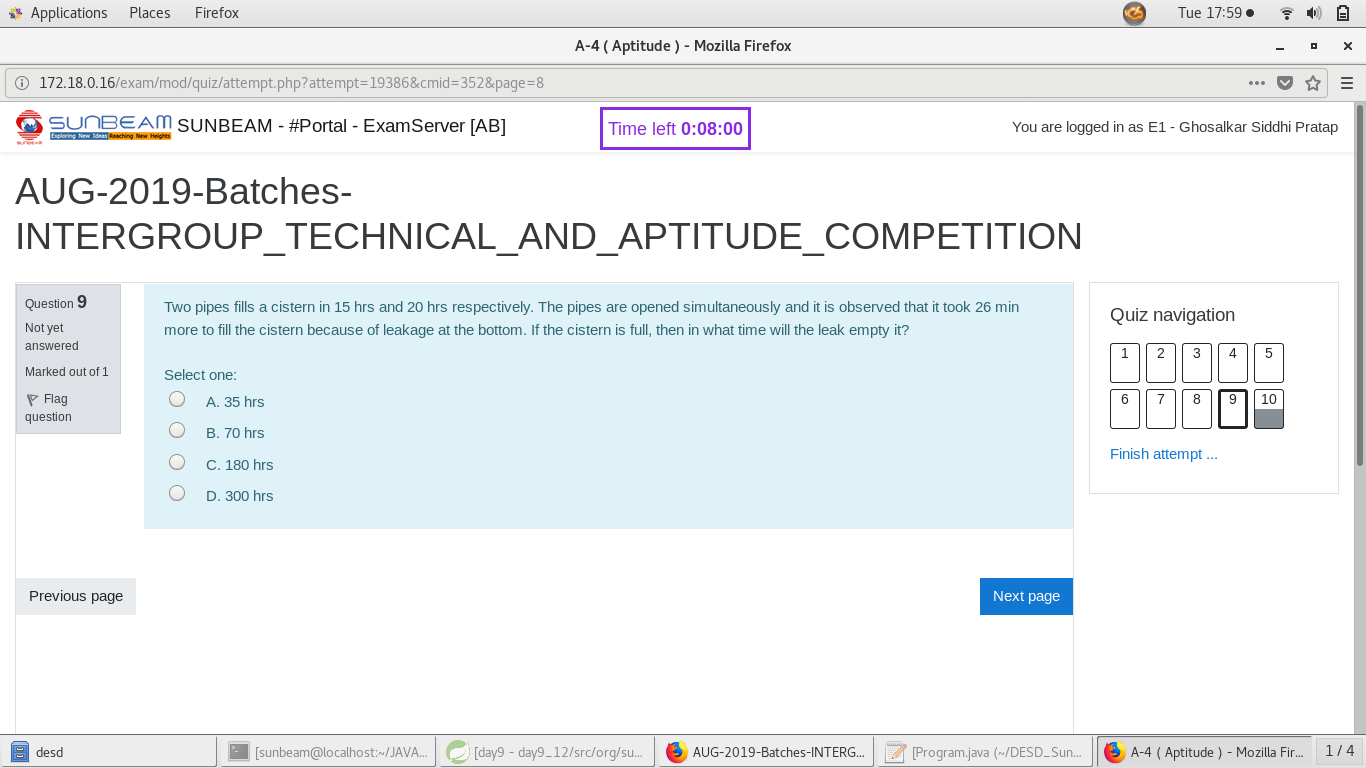 Applications Places Firefox Tue 17:59
A-4 ( Aptitude ) - Mozilla Firefox
172.18.0.16/exam/mod/quiz/attempt.php?attempt=19386&cmid=352&page=8
SUNBEAM
Exploring New Ideas Reaching New Heights
SUNBEAM - #Portal - ExamServer [AB]
Time left 0:08:00
You are logged in as E1 - Ghosalkar Siddhi Pratap
AUG-2019-Batches-
INTERGROUP_TECHNICAL_AND_APTITUDE_COMPETITION
Question 9
Not yet
answered
Marked out of 1
Flag
question
Two pipes fills a cistern in 15 hrs and 20 hrs respectively. The pipes are opened simultaneously and it is observed that it took 26 min
more to fill the cistern because of leakage at the bottom. If the cistern is full, then in what time will the leak empty it?
Select one:
A. 35 hrs
B. 70 hrs
C. 180 hrs
D. 300 hrs
Quiz navigation
1 2 3 4 5
6 7 8 9 10
Finish attempt ...
Previous page
Next page
desd
[sunbeam@localhost:~/JAVA...
[day9 - day9_12/src/org/su...
AUG-2019-Batches-INTERG...
[Program.java (~/DESD_Sun...
A-4 ( Aptitude ) - Mozilla Fir...
1 / 4